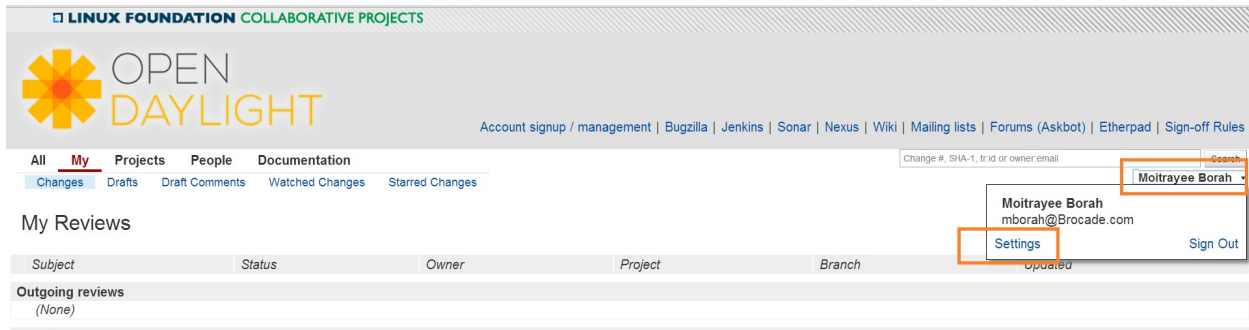 LINUX FOUNDATION COLLABORATIVE PROJECTS
OPEN
DAYLIGHT
Account signup / management | Bugzilla | Jenkins | Sonar | Nexus | Wiki | Mailing lists | Forums (Askbot) | Etherpad | Sign-off Rules
All My Projects People Documentation
Change #, SHA-1, tr:id or owner:email Search
Changes Drafts Draft Comments Watched Changes Starred Changes
Moitrayee Borah
Moitrayee Borah
mborah@Brocade.com
Settings Sign Out
My Reviews
Subject Status Owner Project Branch Updated
Outgoing reviews
(None)